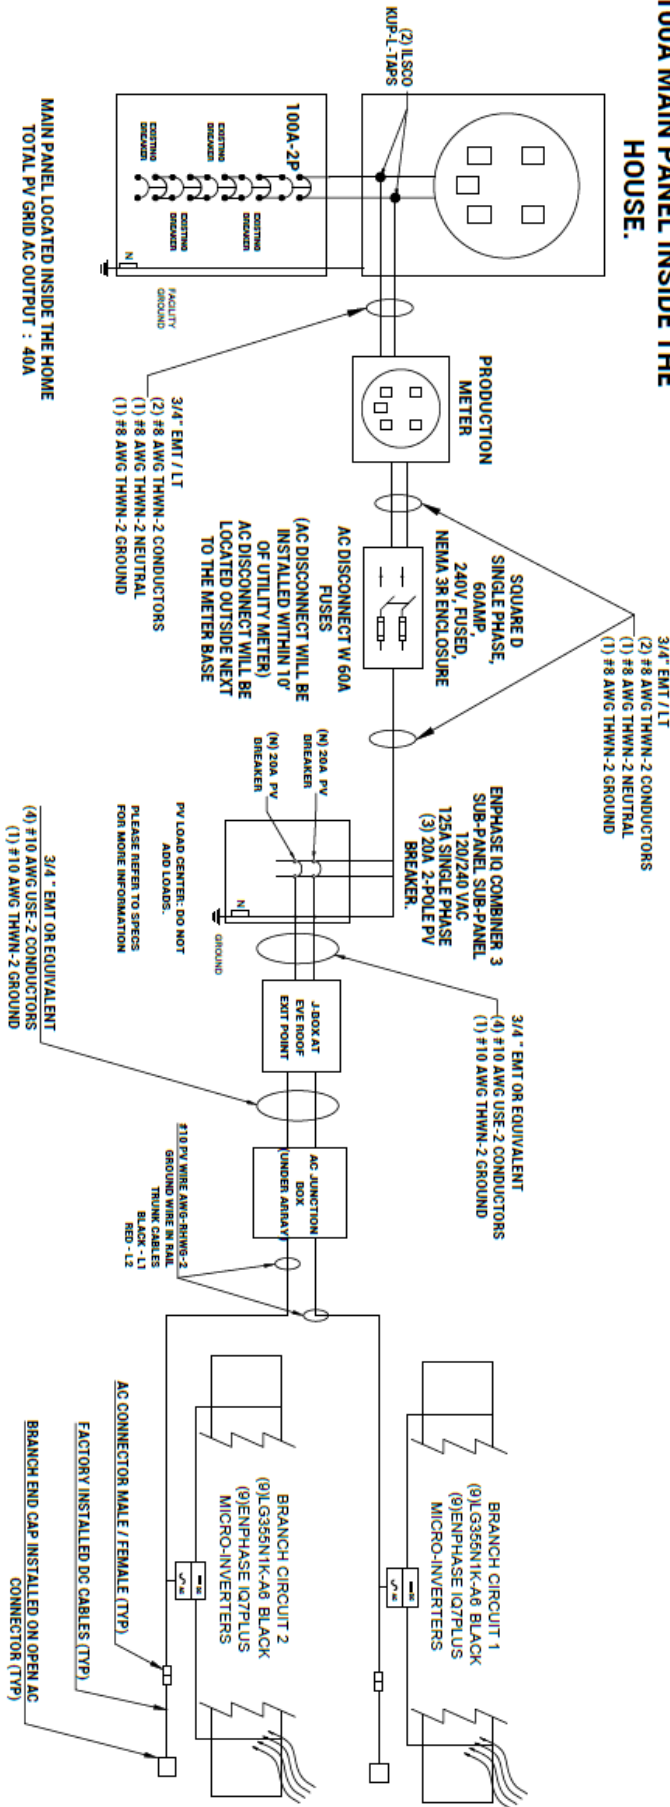 100A MAIN PANEL INSIDE THE
HOUSE.
(2) ILSCO
KUP-L-TAPS
100A-2P
EXISTING
BREAKER
EXISTING
BREAKER
EXISTING
BREAKER
EXISTING
BREAKER
N
FACILITY
GROUND
MAIN PANEL LOCATED INSIDE THE HOME
TOTAL PV GRID AC OUTPUT : 40A
3/4" EMT / LT
(2) #8 AWG THWN-2 CONDUCTORS
(1) #8 AWG THWN-2 NEUTRAL
(1) #8 AWG THWN-2 GROUND
PRODUCTION
METER
SQUARE D
SINGLE PHASE,
60AMP,
240V, FUSED,
NEMA 3R ENCLOSURE
AC DISCONNECT W 60A
FUSES
(AC DISCONNECT WILL BE
INSTALLED WITHIN 10'
OF UTILITY METER)
AC DISCONNECT WILL BE
LOCATED OUTSIDE NEXT
TO THE METER BASE
3/4" EMT / LT
(2) #8 AWG THWN-2 CONDUCTORS
(1) #8 AWG THWN-2 NEUTRAL
(1) #8 AWG THWN-2 GROUND
ENPHASE IQ COMBINER 3
SUB-PANEL SUB-PANEL
120/240 VAC
125A SINGLE PHASE
(3) 20A 2-POLE PV
BREAKER.
(N) 20A PV
BREAKER
(N) 20A PV
BREAKER
N
GROUND
PV LOAD CENTER: DO NOT
ADD LOADS.
PLEASE REFER TO SPECS
FOR MORE INFORMATION
3/4 " EMT OR EQUIVALENT
(4) #10 AWG USE-2 CONDUCTORS
(1) #10 AWG THWN-2 GROUND
J-BOX AT
EVE ROOF
EXIT POINT
3/4 " EMT OR EQUIVALENT
(4) #10 AWG USE-2 CONDUCTORS
(1) #10 AWG THWN-2 GROUND
AC JUNCTION
BOX
(UNDER ARRAY)
#10 PV WIRE AWG-RHWG-2
GROUND WIRE IN RAIL
TRUNK CABLES
BLACK - L1
RED - L2
BRANCH CIRCUIT 1
(9)LG355N1K-A6 BLACK
(9)ENPHASE IQ7PLUS
MICRO-INVERTERS
DC
AC
BRANCH CIRCUIT 2
(9)LG355N1K-A6 BLACK
(9)ENPHASE IQ7PLUS
MICRO-INVERTERS
DC
AC
AC CONNECTOR MALE / FEMALE (TYP)
FACTORY INSTALLED DC CABLES (TYP)
BRANCH END CAP INSTALLED ON OPEN AC
CONNECTOR (TYP)